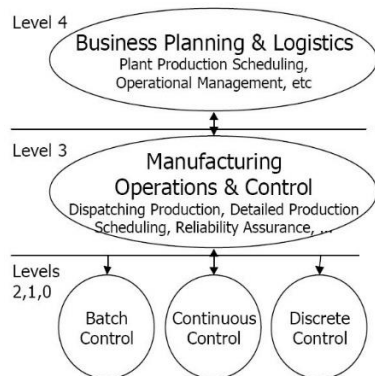 Level 4
Business Planning & Logistics
Plant Production Scheduling,
Operational Management, etc
Level 3
Manufacturing
Operations & Control
Dispatching Production, Detailed Production
Scheduling, Reliability Assurance, ...
Levels
2,1,0
Batch
Control
Continuous
Control
Discrete
Control